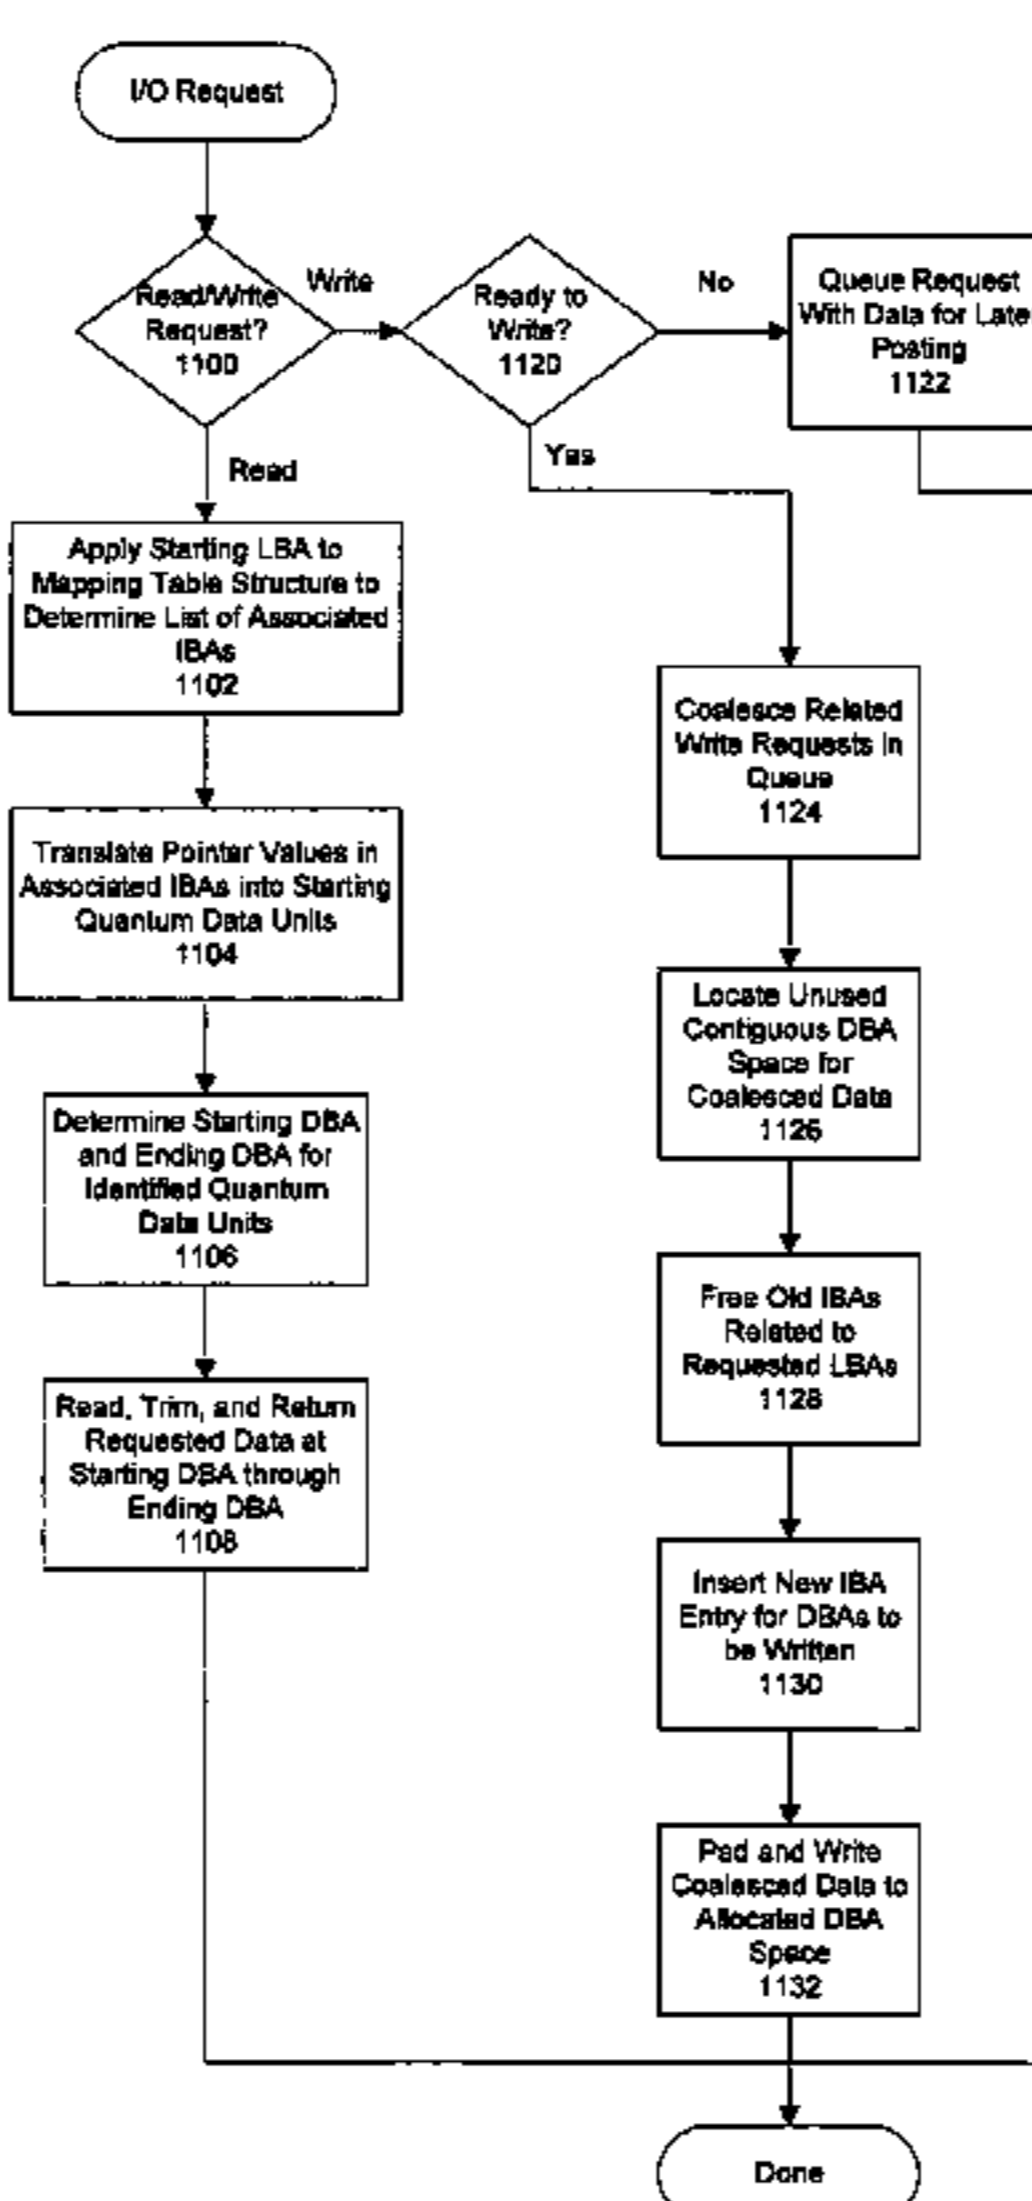 I/O Request
Read/Write
Request?
1100
Write
Ready to
Write?
1120
No
Queue Request
With Data for Late
Posting
1122
Read
Yes
Apply Starting LBA to
Mapping Table Structure to
Determine List of Associated
IBAs
1102
Translate Pointer Values in
Associated IBAs into Starting
Quantum Data Units
1104
Determine Starting DBA
and Ending DBA for
Identified Quantum
Data Units
1106
Read, Trim, and Return
Requested Data at
Starting DBA through
Ending DBA
1108
Coalesce Related
Write Requests in
Queue
1124
Locate Unused
Contiguous DBA
Space for
Coalesced Data
1126
Free Old IBAs
Related to
Requested LBAs
1128
Insert New IBA
Entry for DBAs to
be Written
1130
Pad and Write
Coalesced Data to
Allocated DBA
Space
1132
Done